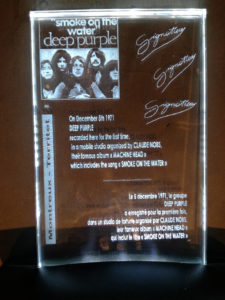 "smoke on the
water"
deep purple
On December 5th 1971
DEEP PURPLE
recorded here for the first time,
in a mobile studio organised by CLAUDE NOBS,
their famous album « MACHINE HEAD »
which includes the song « SMOKE ON THE WATER »
Montreux - Territet
Le 5 décembre 1971, le groupe
DEEP PURPLE
a enregistré pour la première fois,
dans un studio de fortune organisé par CLAUDE NOBS,
leur fameux album « MACHINE HEAD »
qui inclut le titre « SMOKE ON THE WATER »